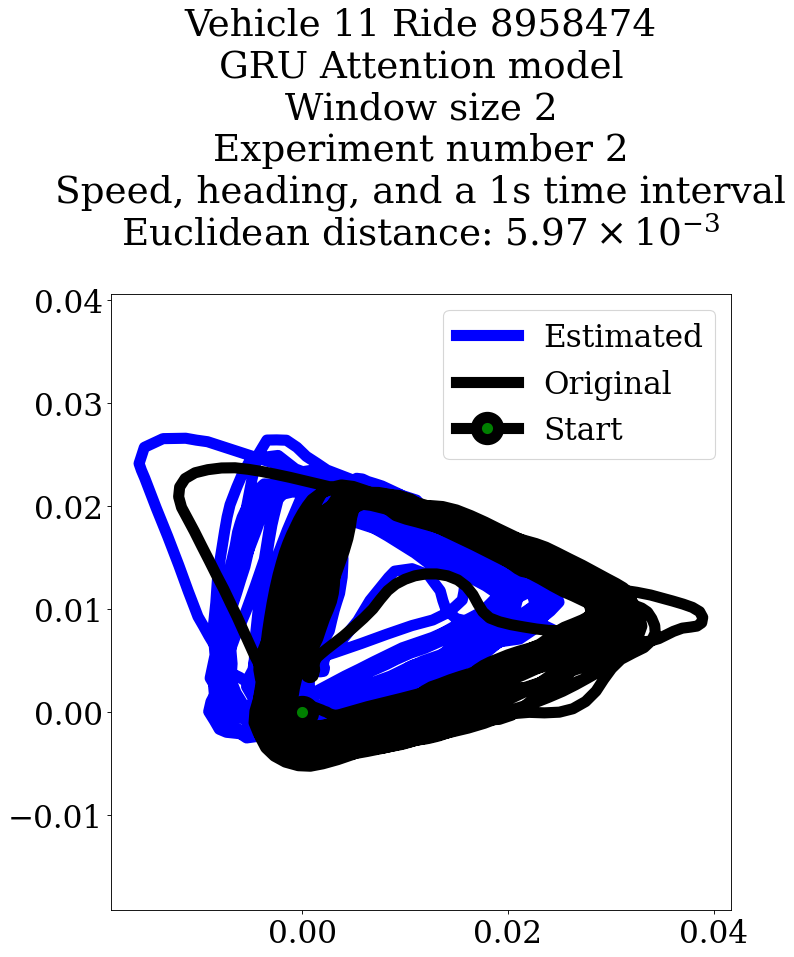 Vehicle 11 Ride 8958474
GRU Attention model
Window size 2
Experiment number 2
Speed, heading, and a 1s time interval
Euclidean distance: 5.97 × 10⁻³
0.04
Estimated
0.03
Original
Start
0.02
0.01
0.00
−0.01
0.00 0.02 0.04